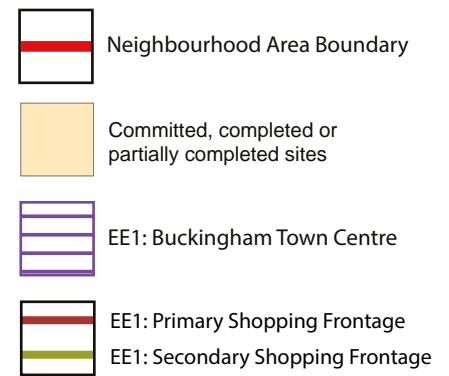 Neighbourhood Area Boundary
Committed, completed or
partially completed sites
EE1: Buckingham Town Centre
EE1: Primary Shopping Frontage
EE1: Secondary Shopping Frontage